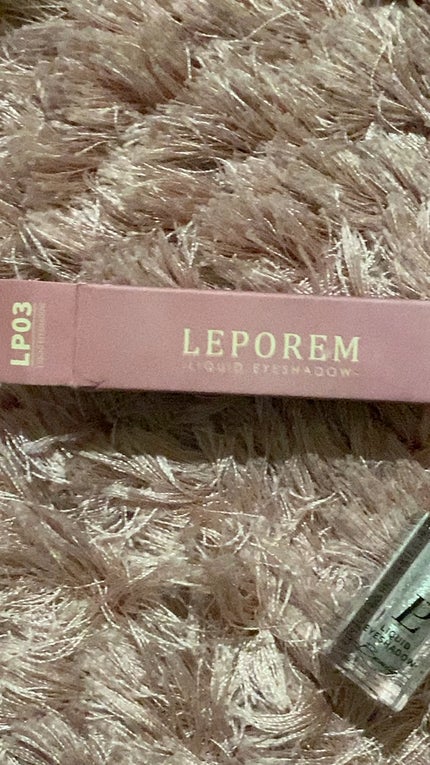 LP03
LEPOREM
-LIQUID EYESHADOW-
LIQUID
EYESHADOW